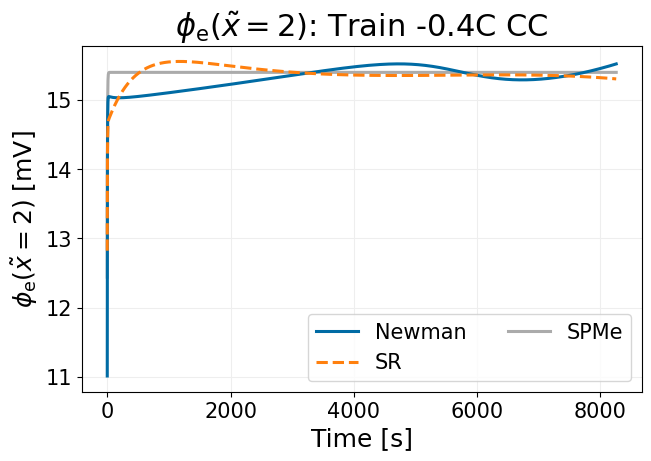 ϕₑ(x̃ = 2): Train -0.4C CC
ϕₑ(x̃ = 2) [mV]
15
14
13
12
11
Newman
SR
SPMe
0 2000 4000 6000 8000
Time [s]